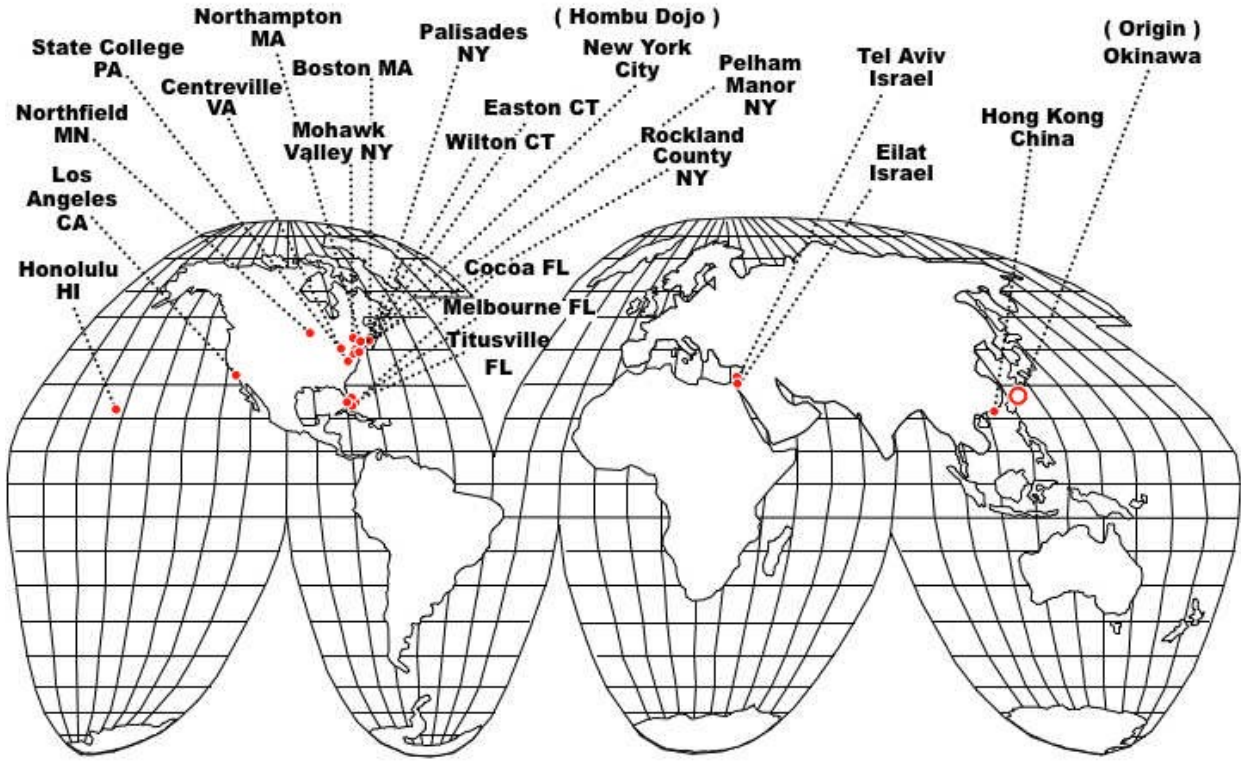 Northampton
MA
( Hombu Dojo )
New York
City
( Origin )
Okinawa
State College
PA
Palisades
NY
Boston MA
Pelham
Manor
NY
Tel Aviv
Israel
Centreville
VA
Northfield
MN
Easton CT
Hong Kong
China
Mohawk
Valley NY
Wilton CT
Rockland
County
NY
Eilat
Israel
Los
Angeles
CA
Honolulu
HI
Cocoa FL
Melbourne FL
Titusville
FL